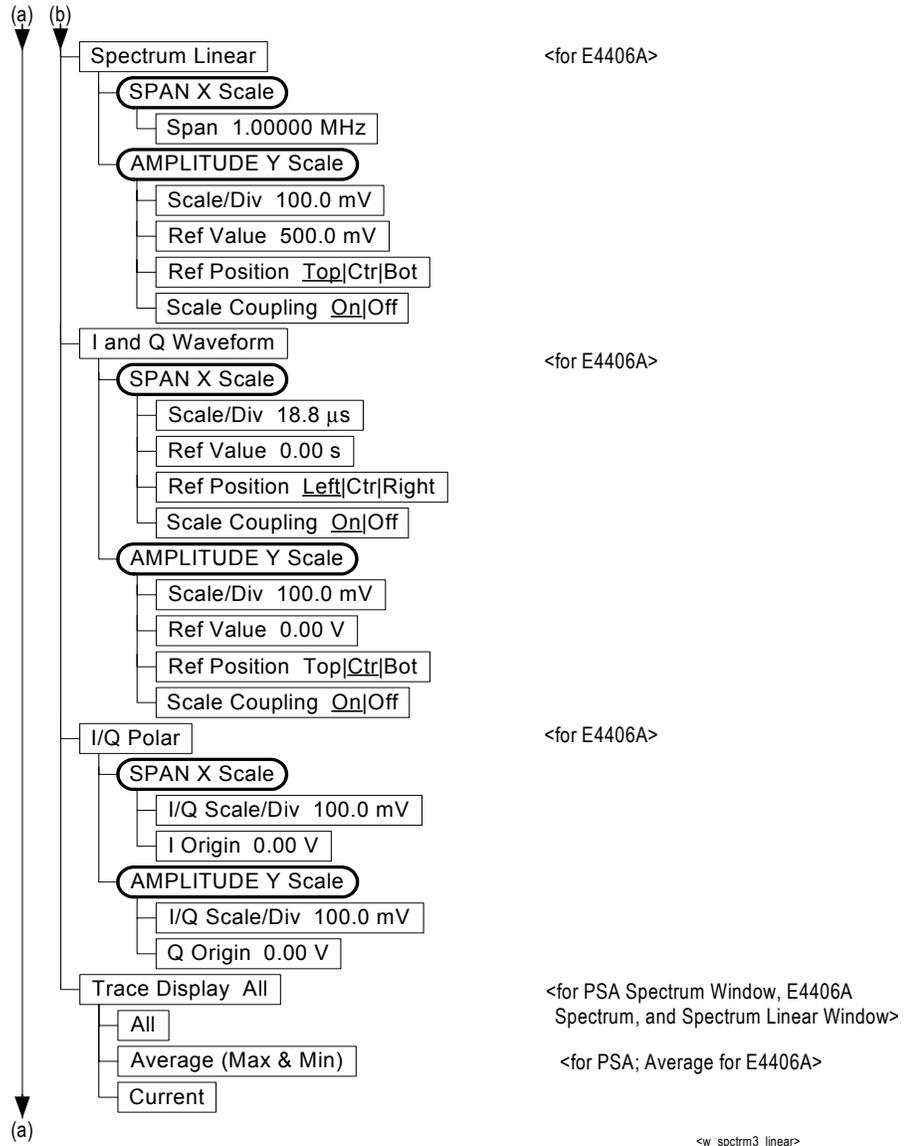 (a) (b)
Spectrum Linear <for E4406A>
SPAN X Scale
Span 1.00000 MHz
AMPLITUDE Y Scale
Scale/Div 100.0 mV
Ref Value 500.0 mV
Ref Position Top|Ctr|Bot
Scale Coupling On|Off
I and Q Waveform <for E4406A>
SPAN X Scale
Scale/Div 18.8 μs
Ref Value 0.00 s
Ref Position Left|Ctr|Right
Scale Coupling On|Off
AMPLITUDE Y Scale
Scale/Div 100.0 mV
Ref Value 0.00 V
Ref Position Top|Ctr|Bot
Scale Coupling On|Off
I/Q Polar <for E4406A>
SPAN X Scale
I/Q Scale/Div 100.0 mV
I Origin 0.00 V
AMPLITUDE Y Scale
I/Q Scale/Div 100.0 mV
Q Origin 0.00 V
Trace Display All <for PSA Spectrum Window, E4406A
All Spectrum, and Spectrum Linear Window>
Average (Max & Min) <for PSA; Average for E4406A>
Current
(a)
<w_spctrm3_linear>